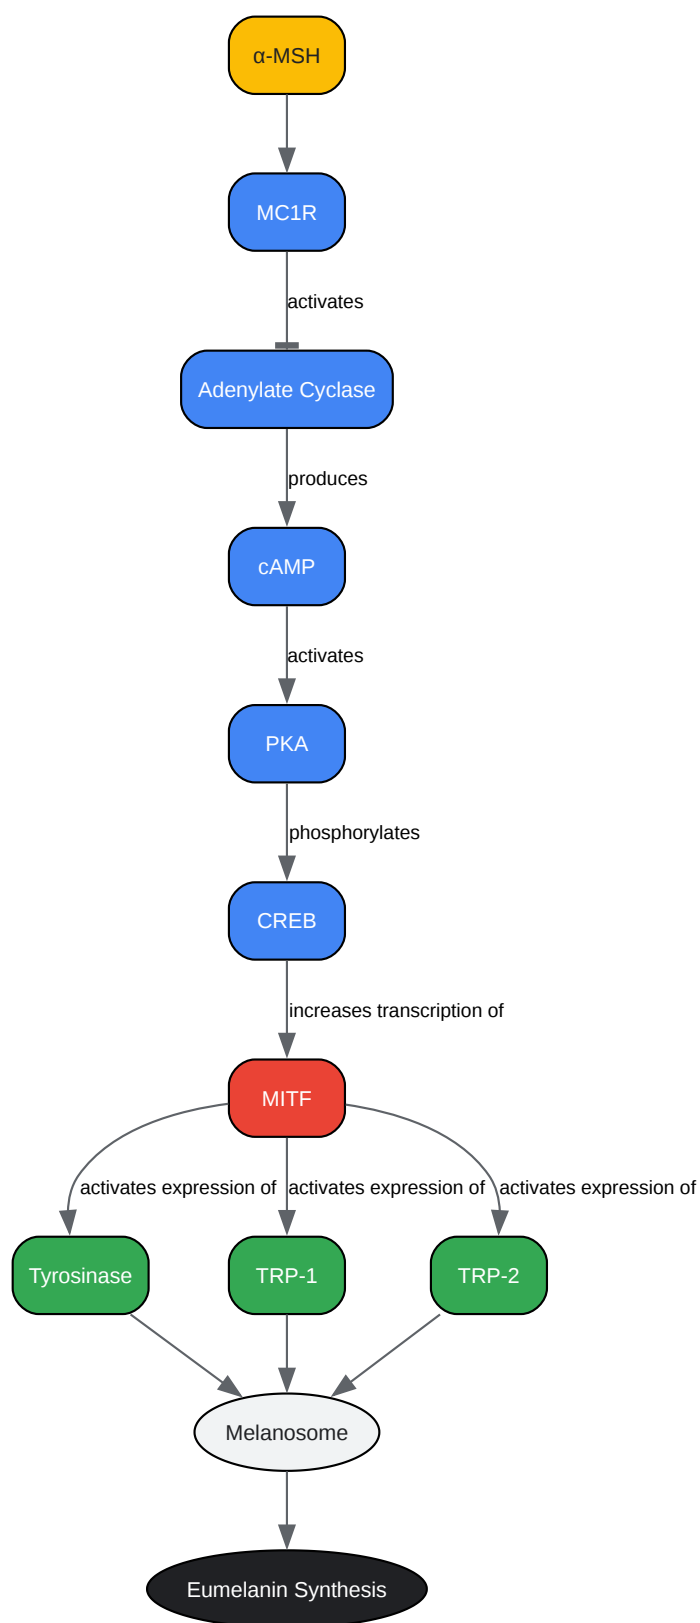 α-MSH
MC1R
activates
Adenylate Cyclase
produces
cAMP
activates
PKA
phosphorylates
CREB
increases transcription of
MITF
activates expression of
activates expression of
activates expression of
Tyrosinase
TRP-1
TRP-2
Melanosome
Eumelanin Synthesis